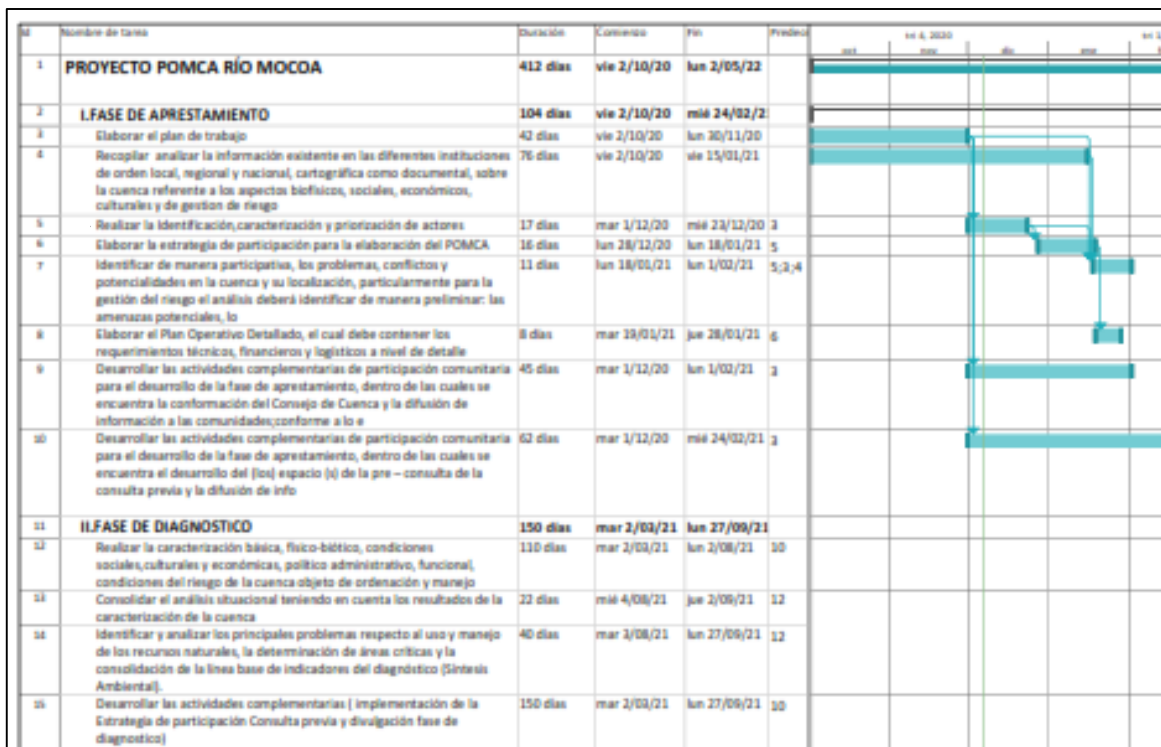 Id Nombre de tarea Duración Comienzo Fin Predec
tri 4, 2020 tri 1
oct nov dic ene
1 PROYECTO POMCA RÍO MOCOA 412 días vie 2/10/20 lun 2/05/22
2 I.FASE DE APRESTAMIENTO 104 días vie 2/10/20 mié 24/02/2
3 Elaborar el plan de trabajo 42 días vie 2/10/20 lun 30/11/20
4 Recopilar analizar la información existente en las diferentes instituciones 76 días vie 2/10/20 vie 15/01/21
de orden local, regional y nacional, cartográfica como documental, sobre
la cuenca referente a los aspectos biofísicos, sociales, económicos,
culturales y de gestion de riesgo
5 Realizar la Identificación,caracterización y priorización de actores 17 días mar 1/12/20 mié 23/12/20 3
6 Elaborar la estrategia de participación para la elaboración del POMCA 16 días lun 28/12/20 lun 18/01/21 5
7 Identificar de manera participativa, los problemas, conflictos y 11 días lun 18/01/21 lun 1/02/21 5;3;4
potencialidades en la cuenca y su localización, particularmente para la
gestión del riesgo el análisis deberá identificar de manera preliminar: las
amenazas potenciales, lo
8 Elaborar el Plan Operativo Detallado, el cual debe contener los 8 días mar 19/01/21 jue 28/01/21 6
requerimientos técnicos, financieros y logísticos a nivel de detalle
9 Desarrollar las actividades complementarias de participación comunitaria 45 días mar 1/12/20 lun 1/02/21 3
para el desarrollo de la fase de aprestamiento, dentro de las cuales se
encuentra la conformación del Consejo de Cuenca y la difusión de
información a las comunidades;conforme a lo e
10 Desarrollar las actividades complementarias de participación comunitaria 62 días mar 1/12/20 mié 24/02/21 3
para el desarrollo de la fase de aprestamiento, dentro de las cuales se
encuentra el desarrollo del (los) espacio (s) de la pre – consulta de la
consulta previa y la difusión de info
11 II.FASE DE DIAGNOSTICO 150 días mar 2/03/21 lun 27/09/21
12 Realizar la caracterización básica, físico-biótico, condiciones 110 días mar 2/03/21 lun 2/08/21 10
sociales,culturales y económicas, político administrativo, funcional,
condiciones del riesgo de la cuenca objeto de ordenación y manejo
13 Consolidar el análisis situacional teniendo en cuenta los resultados de la 22 días mié 4/08/21 jue 2/09/21 12
caracterización de la cuenca
14 Identificar y analizar los principales problemas respecto al uso y manejo 40 días mar 3/08/21 lun 27/09/21 12
de los recursos naturales, la determinación de áreas críticas y la
consolidación de la línea base de indicadores del diagnóstico (Síntesis
Ambiental).
15 Desarrollar las actividades complementarias ( implementación de la 150 días mar 2/03/21 lun 27/09/21 10
Estrategia de participación Consulta previa y divulgación fase de
diagnostico)